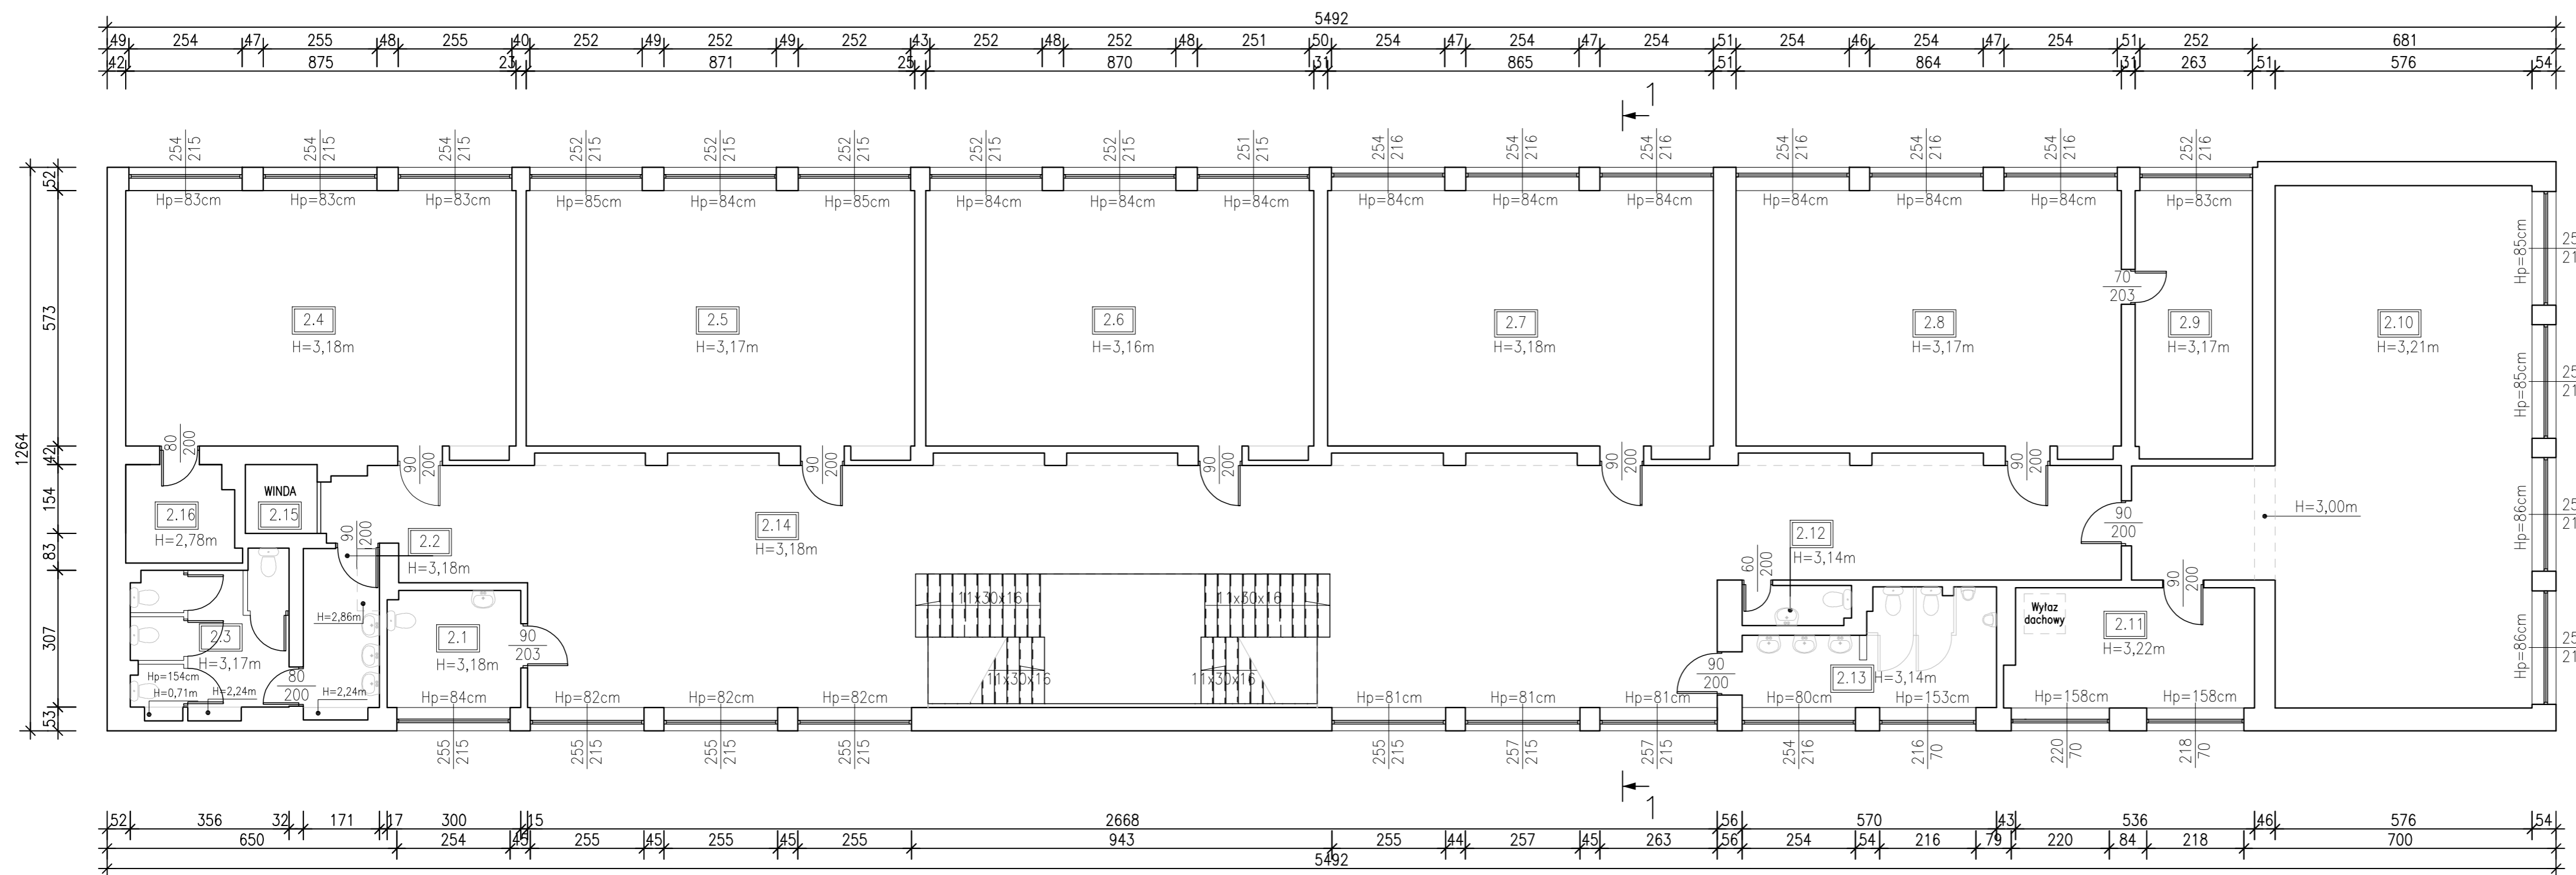 5492
49 254 47 255 48 255 40 252 49 252 49 252 43 252 48 252 48 251 50 254 47 254 47 254 51 254 46 254 47 254 51 252 681
42 875 23 871 25 870 31 865 51 864 31 263 51 576 54
1
254 215 254 215 254 215 252 215 252 215 252 215 252 215 252 215 251 215 254 216 254 216 254 216 254 216 254 216 254 216 252 216
Hp=83cm Hp=83cm Hp=83cm Hp=85cm Hp=84cm Hp=85cm Hp=84cm Hp=84cm Hp=84cm Hp=84cm Hp=84cm Hp=84cm Hp=84cm Hp=84cm Hp=84cm Hp=83cm
1264
52
573
42
154
83
307
53
2.4
H=3,18m
2.5
H=3,17m
2.6
H=3,16m
2.7
H=3,18m
2.8
H=3,17m
70
203
2.9
H=3,17m
2.10
H=3,21m
Hp=85cm
Hp=85cm
Hp=86cm
Hp=86cm
25
21
25
21
25
21
25
21
80
200
90
200
90
200
90
200
90
200
90
200
WINDA
2.15
2.16
H=2,78m
90
200
2.2
H=3,18m
2.14
H=3,18m
2.12
H=3,14m
60
200
90
200
H=3,00m
90
200
11x30x16
11x30x16
11x30x16
11x30x16
H=2,86m
2.3
H=3,17m
Hp=154cm
H=0,71m
H=2,24m
80
200
H=2,24m
2.1
H=3,18m
90
203
Wyłaz
dachowy
2.11
H=3,22m
90
200
2.13
H=3,14m
Hp=84cm Hp=82cm Hp=82cm Hp=82cm Hp=81cm Hp=81cm Hp=81cm Hp=80cm Hp=153cm Hp=158cm Hp=158cm
255 215 255 215 255 215 255 215 255 215 257 215 257 215 254 216 216 70 220 70 218 70
1
52 356 32 171 17 300 15 2668 56 570 43 536 46 576 54
650 254 45 255 45 255 45 255 943 255 44 257 45 263 56 254 54 216 79 220 84 218 700
5492